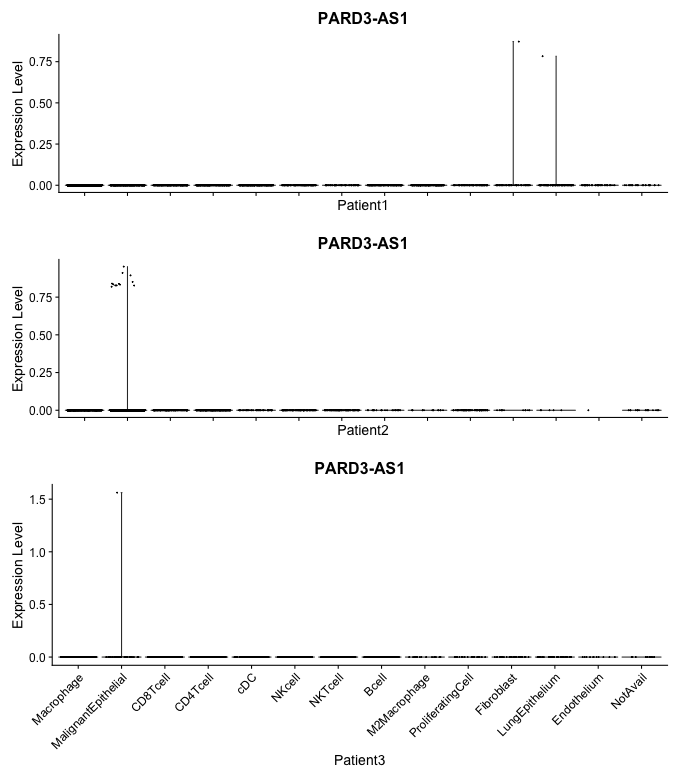 PARD3-AS1
Expression Level
0.75
0.50
0.25
0.00
Patient1
PARD3-AS1
Expression Level
0.75
0.50
0.25
0.00
Patient2
PARD3-AS1
Expression Level
1.5
1.0
0.5
0.0
Macrophage
MalignantEpithelial
CD8Tcell
CD4Tcell
cDC
NKcell
NKTcell
Bcell
M2Macrophage
ProliferatingCell
Fibroblast
LungEpithelium
Endothelium
NotAvail
Patient3